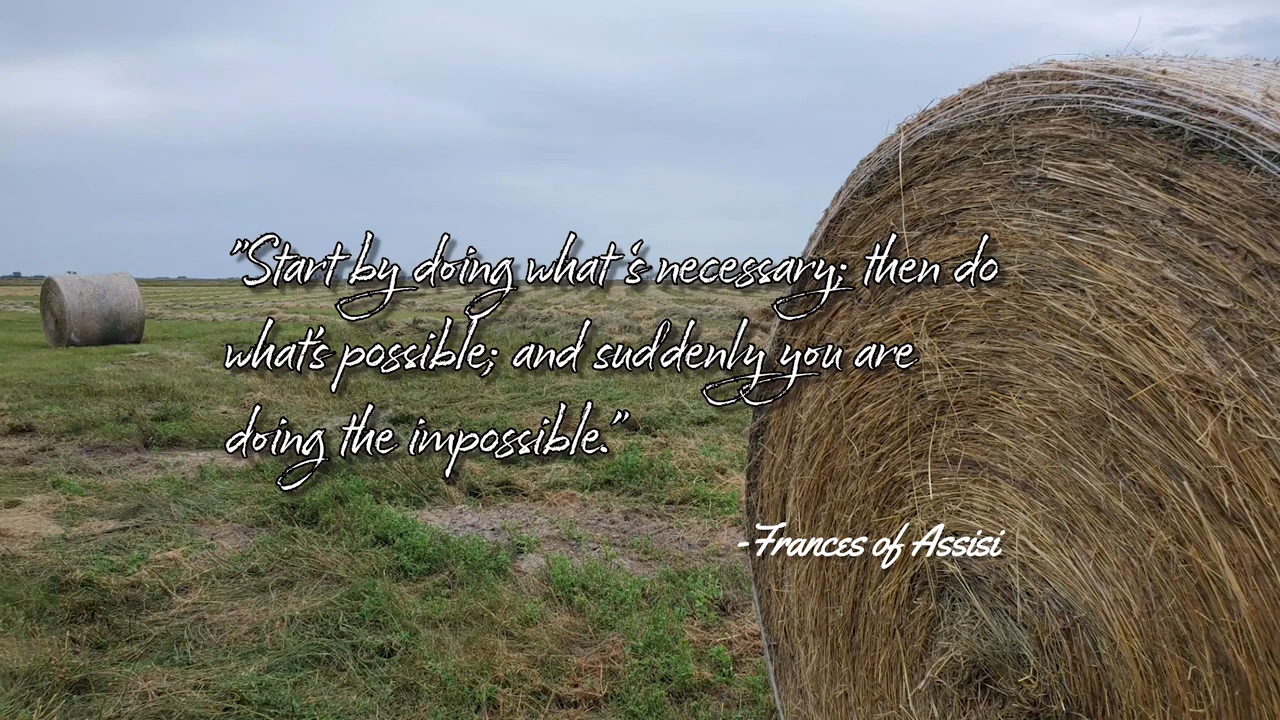 "Start by doing what's necessary; then do
what's possible; and suddenly you are
doing the impossible."
-Frances of Assisi